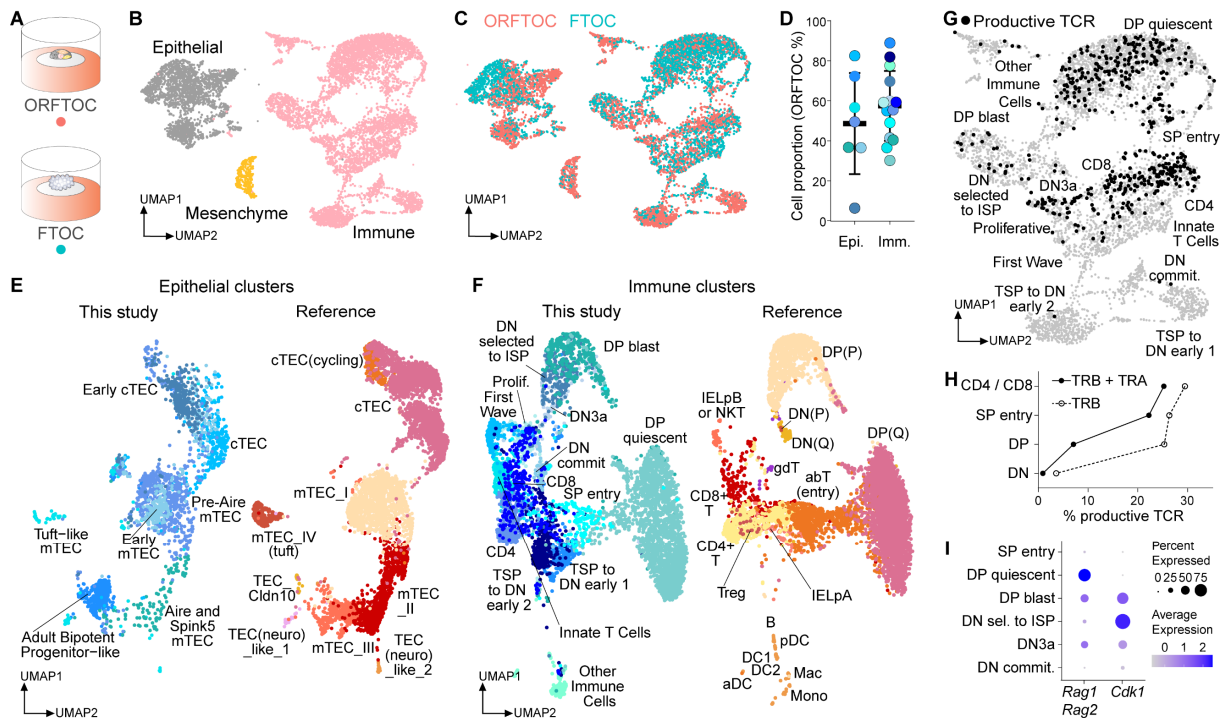 A
ORFTOC
FTOC
B
Epithelial
Mesenchyme
Immune
UMAP1
UMAP2
C
ORFTOC FTOC
UMAP1
UMAP2
D
Cell proportion (ORFTOC %)
100
80
60
40
20
0
Epi. Imm.
E
Epithelial clusters
This study
Reference
Early cTEC
cTEC
Pre-Aire
mTEC
Early
mTEC
Tuft-like
mTEC
Adult Bipotent
Progenitor-like
Aire and
Spink5
mTEC
UMAP1
UMAP2
cTEC(cycling)
cTEC
mTEC_I
mTEC_IV
(tuft)
TEC
Cldn10
TEC(neuro)
_like_1
mTEC
_II
mTEC_III
TEC
(neuro)
_like_2
F
Immune clusters
This study
Reference
DN
selected
to ISP
DP blast
Prolif.
First
Wave
DN3a
DN
commit
CD8
SP entry
DP
quiescent
CD4
TSP
to DN
early 2
TSP to
DN early 1
Innate T Cells
Other
Immune
Cells
UMAP1
UMAP2
DP(P)
IELpB
or NKT
DN(P)
DN(Q)
gdT
DP(Q)
abT
(entry)
CD8+
T
CD4+
T
Treg
IELpA
B
pDC
DC1
DC2
aDC
Mac
Mono
G
Productive TCR
DP quiescent
Other
Immune
Cells
DP blast
SP entry
CD8
DN
selected
to ISP
DN3a
CD4
Proliferative
Innate
T Cells
First Wave
DN
commit.
TSP to DN
early 2
TSP to
DN early 1
UMAP1
UMAP2
H
CD4 / CD8
SP entry
DP
DN
TRB + TRA
TRB
0 10 20 30
% productive TCR
I
SP entry
DP quiescent
DP blast
DN sel. to ISP
DN3a
DN commit.
Rag1
Rag2
Cdk1
Percent
Expressed
0 25 50 75
Average
Expression
0 1 2